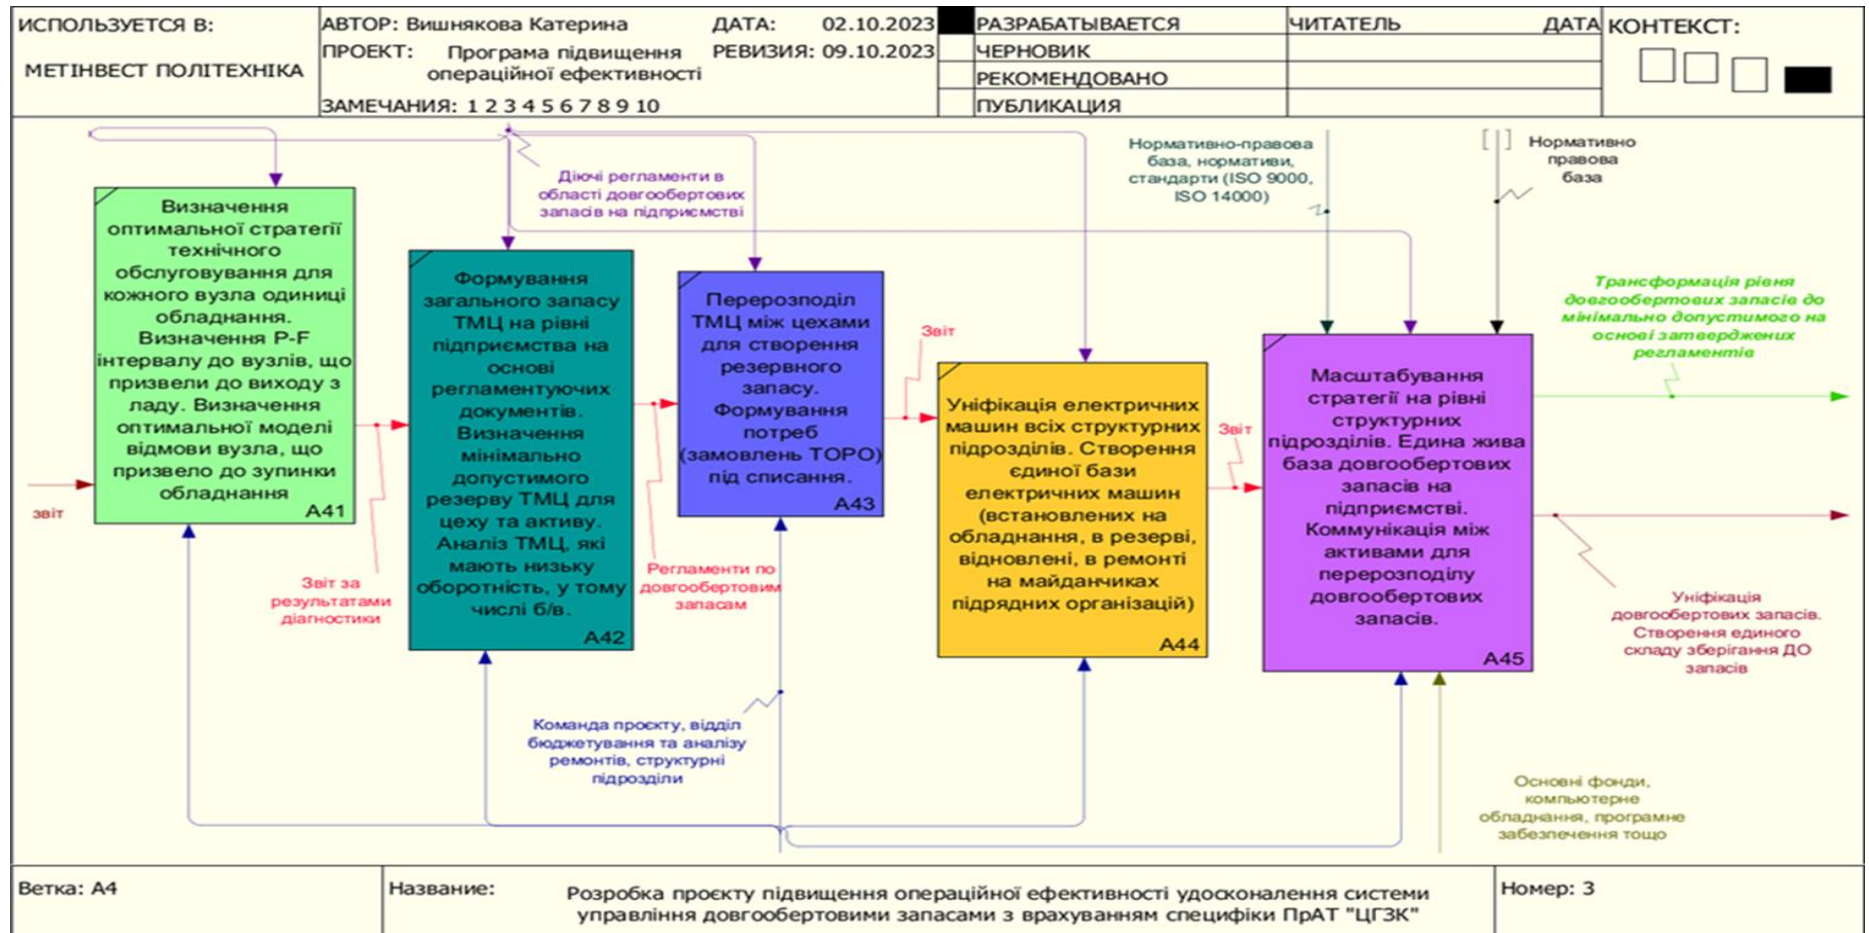 ИСПОЛЬЗУЕТСЯ В:
МЕТІНВЕСТ ПОЛІТЕХНІКА
АВТОР: Вишнякова Катерина
ДАТА: 02.10.2023
ПРОЕКТ: Програма підвищення
операційної ефективності
РЕВИЗИЯ: 09.10.2023
ЗАМЕЧАНИЯ: 1 2 3 4 5 6 7 8 9 10
РАЗРАБАТЫВАЕТСЯ
ЧЕРНОВИК
РЕКОМЕНДОВАНО
ПУБЛИКАЦИЯ
ЧИТАТЕЛЬ
ДАТА
КОНТЕКСТ:
Діючі регламенти в
області довгообертових
запасів на підприємстві
Нормативно-правова
база, нормативи,
стандарти (ISO 9000,
ISO 14000)
Нормативно
правова
база
звіт
Визначення
оптимальної стратегії
технічного
обслуговування для
кожного вузла одиниці
обладнання.
Визначення P-F
інтервалу до вузлів, що
призвели до виходу з
ладу. Визначення
оптимальної моделі
відмови вузла, що
призвело до зупинки
обладнання
A41
Звіт за
результатами
діагностики
Формування
загального запасу
ТМЦ на рівні
підприємства на
основі
регламентуючих
документів.
Визначення
мінімально
допустимого
резерву ТМЦ для
цеху та активу.
Аналіз ТМЦ, які
мають низьку
оборотність, у тому
числі б/в.
A42
Регламенти по
довгообертовим
запасам
Перерозподіл
ТМЦ між цехами
для створення
резервного
запасу.
Формування
потреб
(замовлень ТОРО)
під списання.
A43
Звіт
Уніфікація електричних
машин всіх структурних
підрозділів. Створення
єдиної бази
електричних машин
(встановлених на
обладнання, в резерві,
відновлені, в ремонті
на майданчиках
підрядних організацій)
A44
Звіт
Масштабування
стратегії на рівні
структурних
підрозділів. Едина жива
база довгообертових
запасів на
підприємстві.
Коммунікація між
активами для
перерозподілу
довгообертових
запасів.
A45
Трансформація рівня
довгообертових запасів до
мінімально допустимого на
основі затверджених
регламентів
Уніфікація
довгообертових запасів.
Створення единого
складу зберігання ДО
запасів
Команда проєкту, відділ
бюджетування та аналізу
ремонтів, структурні
підрозділи
Основні фонди,
компьютерне
обладнання, програмне
забезпечення тощо
Ветка: A4
Название:
Розробка проєкту підвищення операційної ефективності удосконалення системи
управління довгообертовими запасами з врахуванням специфіки ПрАТ "ЦГЗК"
Номер: 3